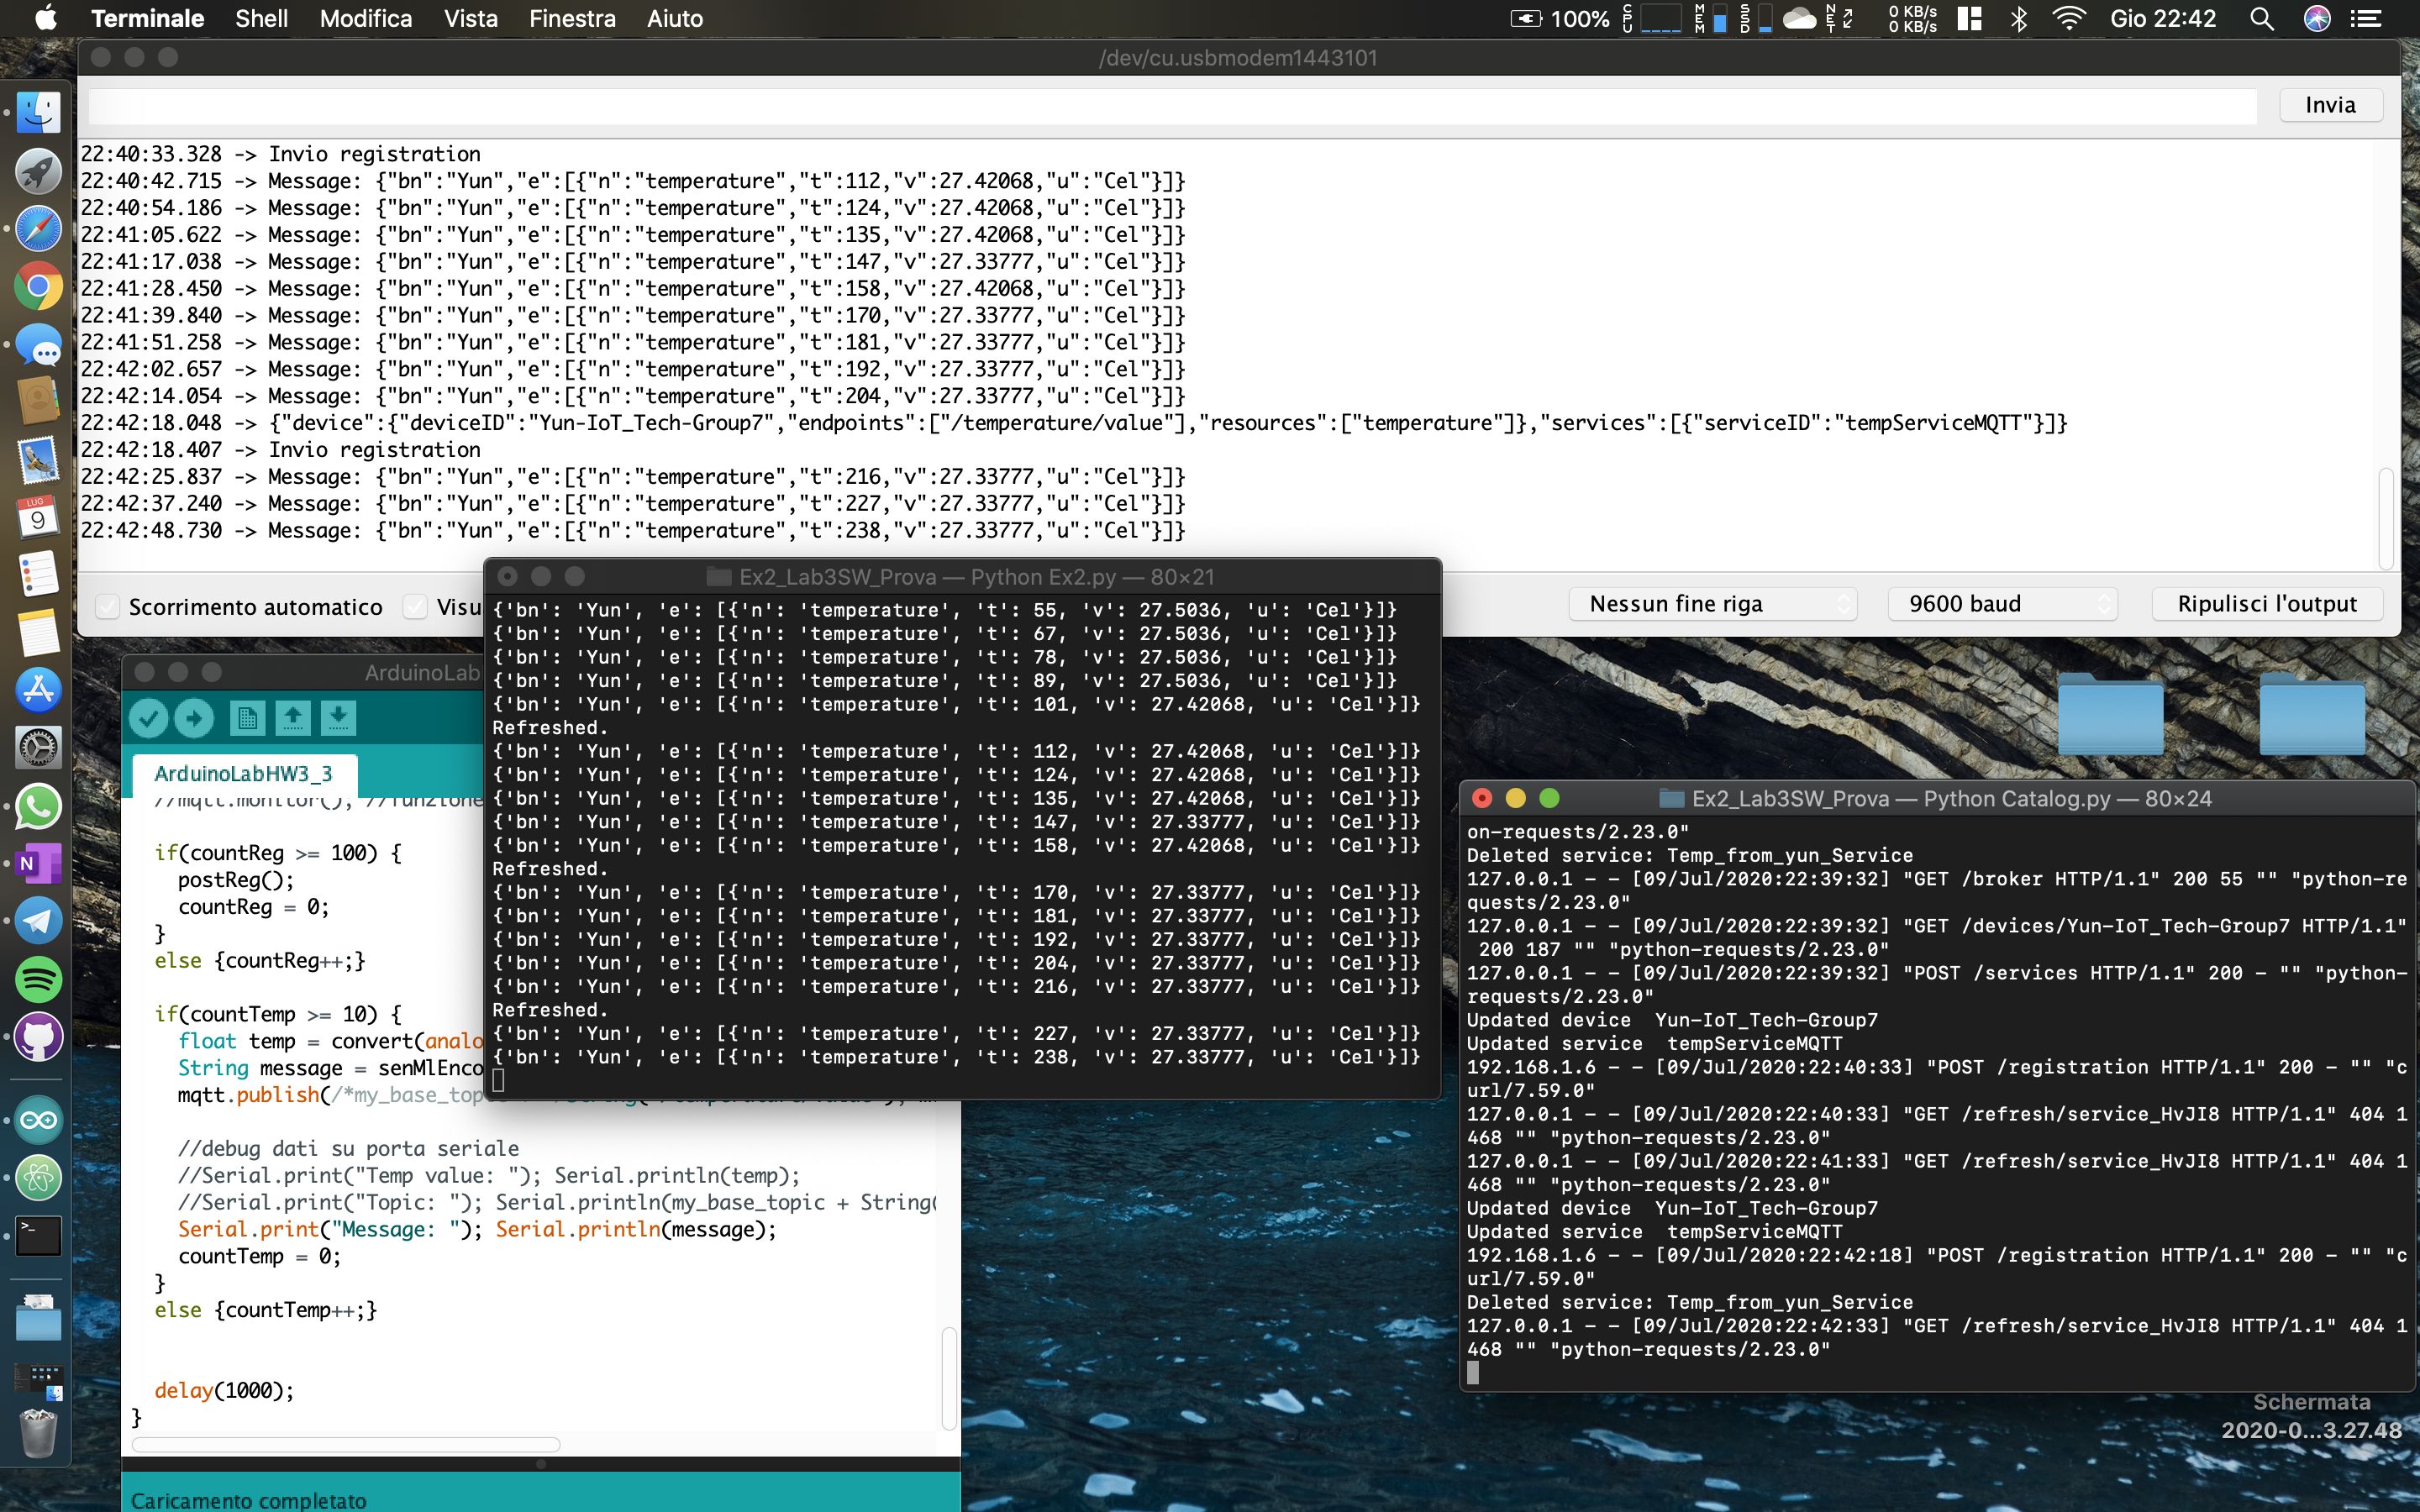 Terminale Shell Modifica Vista Finestra Aiuto
100% CPU MEM SSD NET 0 KB/s 0 KB/s Gio 22:42
/dev/cu.usbmodem1443101
Invia
22:40:33.328 -> Invio registration
22:40:42.715 -> Message: {"bn":"Yun","e":[{"n":"temperature","t":112,"v":27.42068,"u":"Cel"}]}
22:40:54.186 -> Message: {"bn":"Yun","e":[{"n":"temperature","t":124,"v":27.42068,"u":"Cel"}]}
22:41:05.622 -> Message: {"bn":"Yun","e":[{"n":"temperature","t":135,"v":27.42068,"u":"Cel"}]}
22:41:17.038 -> Message: {"bn":"Yun","e":[{"n":"temperature","t":147,"v":27.33777,"u":"Cel"}]}
22:41:28.450 -> Message: {"bn":"Yun","e":[{"n":"temperature","t":158,"v":27.42068,"u":"Cel"}]}
22:41:39.840 -> Message: {"bn":"Yun","e":[{"n":"temperature","t":170,"v":27.33777,"u":"Cel"}]}
22:41:51.258 -> Message: {"bn":"Yun","e":[{"n":"temperature","t":181,"v":27.33777,"u":"Cel"}]}
22:42:02.657 -> Message: {"bn":"Yun","e":[{"n":"temperature","t":192,"v":27.33777,"u":"Cel"}]}
22:42:14.054 -> Message: {"bn":"Yun","e":[{"n":"temperature","t":204,"v":27.33777,"u":"Cel"}]}
22:42:18.048 -> {"device":{"deviceID":"Yun-IoT_Tech-Group7","endpoints":["/temperature/value"],"resources":["temperature"]},"services":[{"serviceID":"tempServiceMQTT"}]}
22:42:18.407 -> Invio registration
22:42:25.837 -> Message: {"bn":"Yun","e":[{"n":"temperature","t":216,"v":27.33777,"u":"Cel"}]}
22:42:37.240 -> Message: {"bn":"Yun","e":[{"n":"temperature","t":227,"v":27.33777,"u":"Cel"}]}
22:42:48.730 -> Message: {"bn":"Yun","e":[{"n":"temperature","t":238,"v":27.33777,"u":"Cel"}]}
Scorrimento automatico Visu
Nessun fine riga 9600 baud Ripulisci l'output
LUG
9
Ex2_Lab3SW_Prova — Python Ex2.py — 80×21
{'bn': 'Yun', 'e': [{'n': 'temperature', 't': 55, 'v': 27.5036, 'u': 'Cel'}]}
{'bn': 'Yun', 'e': [{'n': 'temperature', 't': 67, 'v': 27.5036, 'u': 'Cel'}]}
{'bn': 'Yun', 'e': [{'n': 'temperature', 't': 78, 'v': 27.5036, 'u': 'Cel'}]}
{'bn': 'Yun', 'e': [{'n': 'temperature', 't': 89, 'v': 27.5036, 'u': 'Cel'}]}
{'bn': 'Yun', 'e': [{'n': 'temperature', 't': 101, 'v': 27.42068, 'u': 'Cel'}]}
Refreshed.
{'bn': 'Yun', 'e': [{'n': 'temperature', 't': 112, 'v': 27.42068, 'u': 'Cel'}]}
{'bn': 'Yun', 'e': [{'n': 'temperature', 't': 124, 'v': 27.42068, 'u': 'Cel'}]}
{'bn': 'Yun', 'e': [{'n': 'temperature', 't': 135, 'v': 27.42068, 'u': 'Cel'}]}
{'bn': 'Yun', 'e': [{'n': 'temperature', 't': 147, 'v': 27.33777, 'u': 'Cel'}]}
{'bn': 'Yun', 'e': [{'n': 'temperature', 't': 158, 'v': 27.42068, 'u': 'Cel'}]}
Refreshed.
{'bn': 'Yun', 'e': [{'n': 'temperature', 't': 170, 'v': 27.33777, 'u': 'Cel'}]}
{'bn': 'Yun', 'e': [{'n': 'temperature', 't': 181, 'v': 27.33777, 'u': 'Cel'}]}
{'bn': 'Yun', 'e': [{'n': 'temperature', 't': 192, 'v': 27.33777, 'u': 'Cel'}]}
{'bn': 'Yun', 'e': [{'n': 'temperature', 't': 204, 'v': 27.33777, 'u': 'Cel'}]}
{'bn': 'Yun', 'e': [{'n': 'temperature', 't': 216, 'v': 27.33777, 'u': 'Cel'}]}
Refreshed.
{'bn': 'Yun', 'e': [{'n': 'temperature', 't': 227, 'v': 27.33777, 'u': 'Cel'}]}
{'bn': 'Yun', 'e': [{'n': 'temperature', 't': 238, 'v': 27.33777, 'u': 'Cel'}]}
ArduinoLab
ArduinoLabHW3_3
//mqtt.monitor(); //funzione
if(countReg >= 100) {
postReg();
countReg = 0;
}
else {countReg++;}
if(countTemp >= 10) {
float temp = convert(analo
String message = senMlEnco
mqtt.publish(/*my_base_top
//debug dati su porta seriale
//Serial.print("Temp value: "); Serial.println(temp);
//Serial.print("Topic: "); Serial.println(my_base_topic + String(
Serial.print("Message: "); Serial.println(message);
countTemp = 0;
}
else {countTemp++;}
delay(1000);
}
Caricamento completato
Ex2_Lab3SW_Prova — Python Catalog.py — 80×24
on-requests/2.23.0"
Deleted service: Temp_from_yun_Service
127.0.0.1 - - [09/Jul/2020:22:39:32] "GET /broker HTTP/1.1" 200 55 "" "python-re
quests/2.23.0"
127.0.0.1 - - [09/Jul/2020:22:39:32] "GET /devices/Yun-IoT_Tech-Group7 HTTP/1.1"
200 187 "" "python-requests/2.23.0"
127.0.0.1 - - [09/Jul/2020:22:39:32] "POST /services HTTP/1.1" 200 - "" "python-
requests/2.23.0"
Updated device  Yun-IoT_Tech-Group7
Updated service  tempServiceMQTT
192.168.1.6 - - [09/Jul/2020:22:40:33] "POST /registration HTTP/1.1" 200 - "" "c
url/7.59.0"
127.0.0.1 - - [09/Jul/2020:22:40:33] "GET /refresh/service_HvJI8 HTTP/1.1" 404 1
468 "" "python-requests/2.23.0"
127.0.0.1 - - [09/Jul/2020:22:41:33] "GET /refresh/service_HvJI8 HTTP/1.1" 404 1
468 "" "python-requests/2.23.0"
Updated device  Yun-IoT_Tech-Group7
Updated service  tempServiceMQTT
192.168.1.6 - - [09/Jul/2020:22:42:18] "POST /registration HTTP/1.1" 200 - "" "c
url/7.59.0"
Deleted service: Temp_from_yun_Service
127.0.0.1 - - [09/Jul/2020:22:42:33] "GET /refresh/service_HvJI8 HTTP/1.1" 404 1
468 "" "python-requests/2.23.0"
Schermata
2020-0...3.27.48